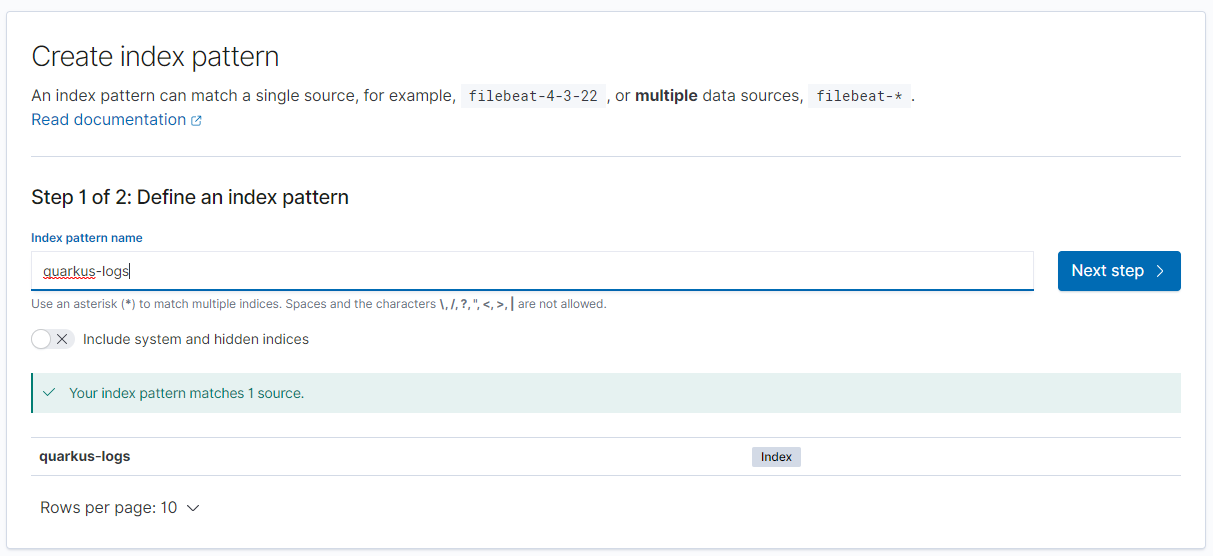 Create index pattern
An index pattern can match a single source, for example, filebeat-4-3-22 , or multiple data sources, filebeat-* .
Read documentation
Step 1 of 2: Define an index pattern
Index pattern name
quarkus-logs
Next step
Use an asterisk (*) to match multiple indices. Spaces and the characters \, /, ?, ", <, >, | are not allowed.
Include system and hidden indices
Your index pattern matches 1 source.
quarkus-logs Index
Rows per page: 10